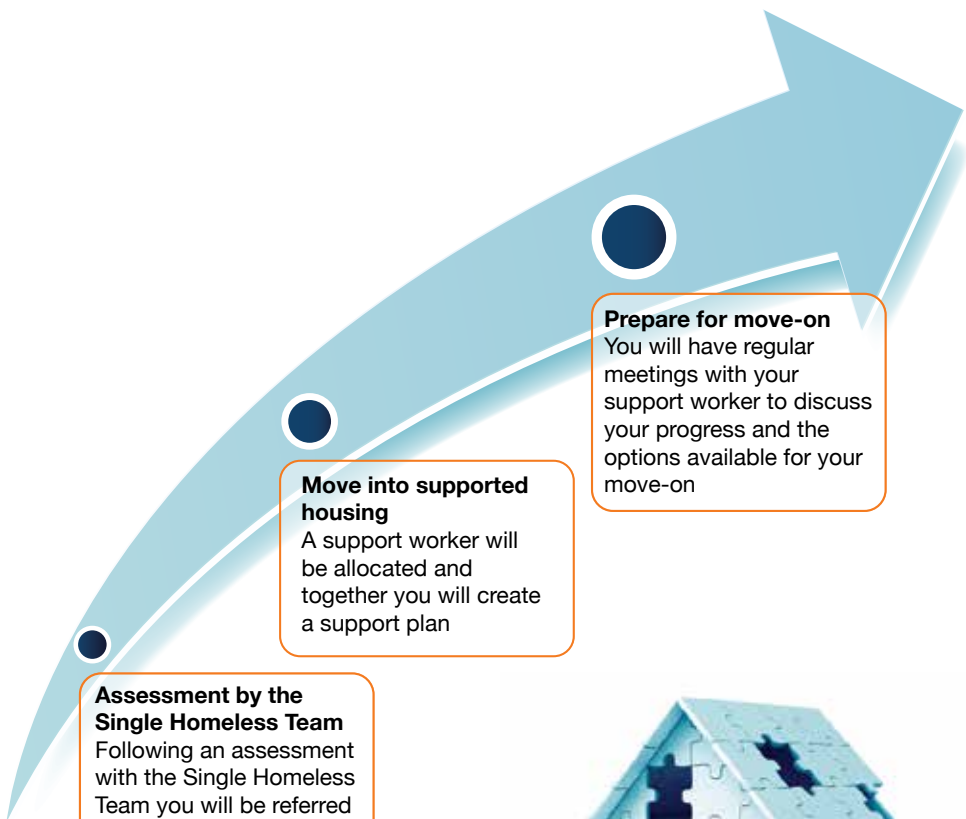 Prepare for move-on
You will have regular
meetings with your
support worker to discuss
your progress and the
options available for your
move-on
Move into supported
housing
A support worker will
be allocated and
together you will create
a support plan
Assessment by the
Single Homeless Team
Following an assessment
with the Single Homeless
Team you will be referred